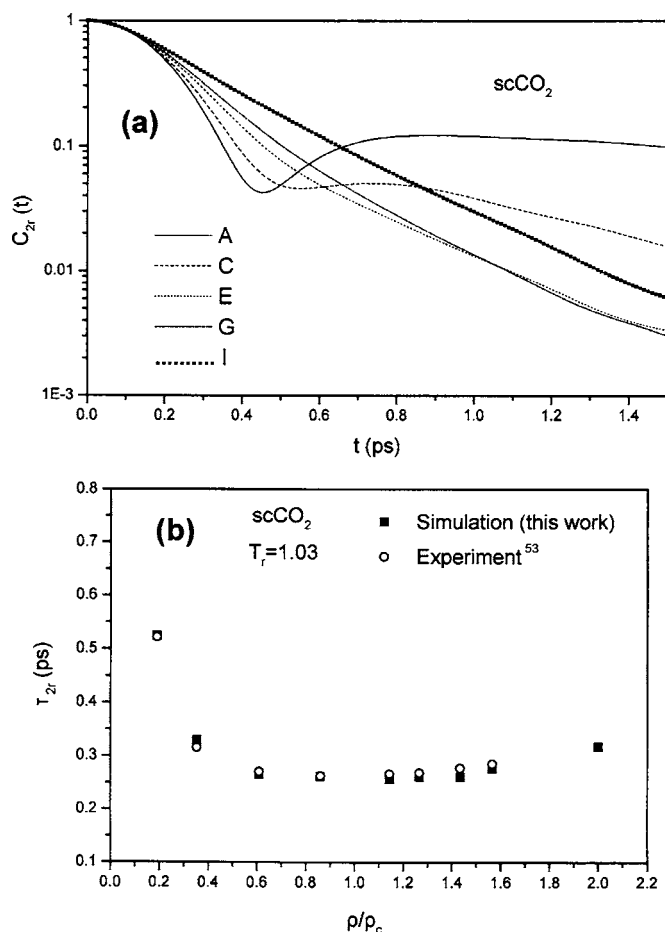 1
scCO₂
(a)
0.1
C₂ᵣ (t)
A
C
E
G
I
0.01
1E-3
0.0 0.2 0.4 0.6 0.8 1.0 1.2 1.4
t (ps)
0.8
(b) scCO₂ ■ Simulation (this work)
Tᵣ=1.03 ○ Experiment⁵³
0.7
0.6
τ₂ᵣ (ps)
0.5
0.4
0.3
0.2
0.1
0.0 0.2 0.4 0.6 0.8 1.0 1.2 1.4 1.6 1.8 2.0 2.2
ρ/ρc